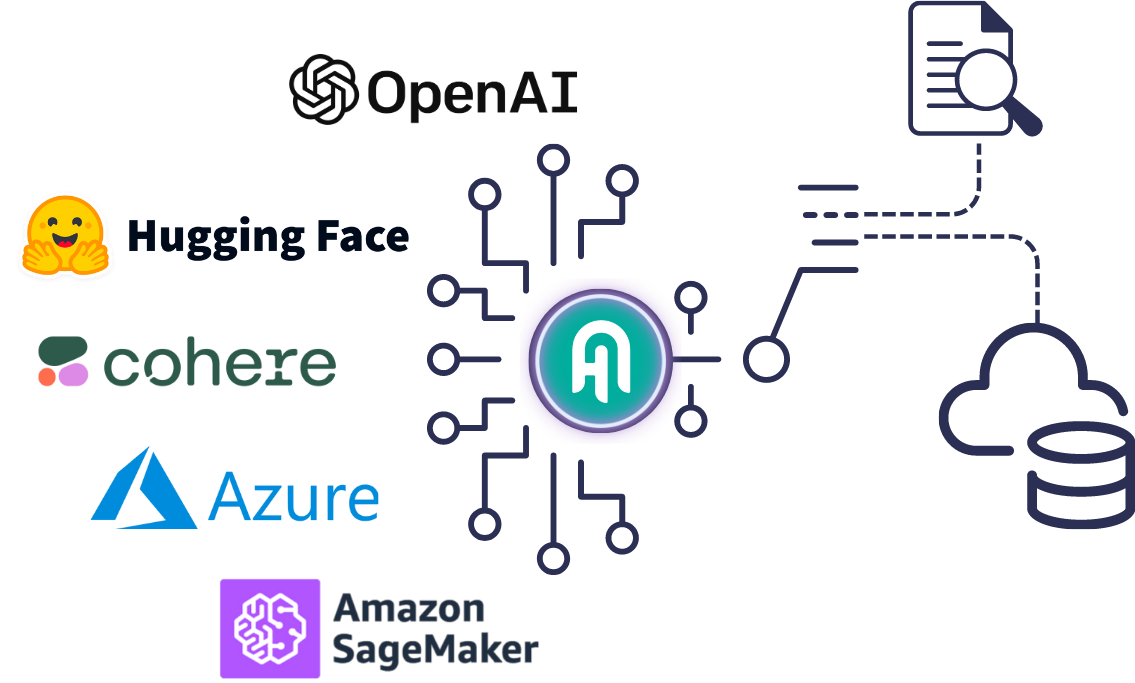 OpenAI
Hugging Face
cohere
Azure
Amazon
SageMaker